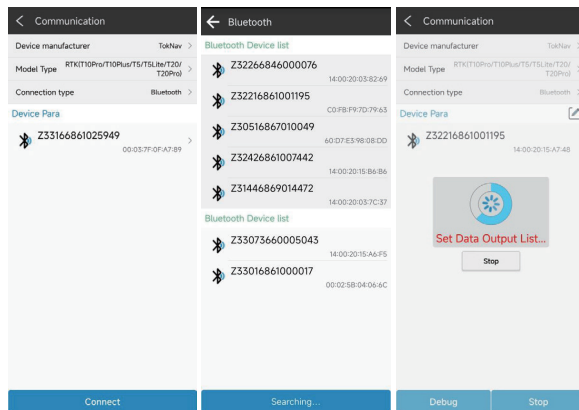 Communication
Device manufacturer TokNav
Model Type RTK(T10Pro/T10Plus/T5/T5Lite/T20/
T20Pro)
Connection type Bluetooth
Device Para
Z33166861025949
00:03:7F:0F:A7:89
Connect
Bluetooth
Bluetooth Device list
Z32266846000076
14:00:20:03:82:69
Z32216861001195
C0:FB:F9:7D:79:63
Z30516867010049
60:D7:E3:98:08:DD
Z32426861007442
14:00:20:15:B6:B6
Z31446869014472
14:00:20:03:7C:37
Bluetooth Device list
Z33073660005043
14:00:20:15:A6:F5
Z33016861000017
00:02:5B:04:06:6C
Searching...
Communication
Device manufacturer TokNav
Model Type RTK(T10Pro/T10Plus/T5/T5Lite/T20/
T20Pro)
Connection type Bluetooth
Device Para
Z32216861001195
14:00:20:15:A7:48
Set Data Output List...
Stop
Debug Stop